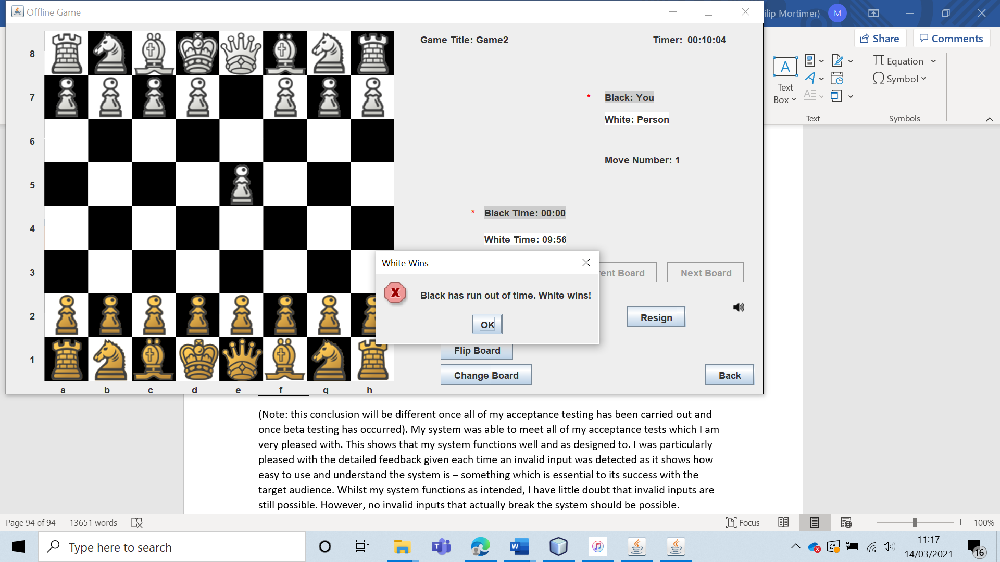 Offline Game
ilip Mortimer)
M
Share
Comments
Game Title: Game2
Timer: 00:10:04
8
7
6
5
4
3
2
1
a
b
c
d
e
f
g
h
* Black: You
White: Person
Move Number: 1
* Black Time: 00:00
White Time: 09:56
White Wins
Black has run out of time. White wins!
OK
rent Board
Next Board
Resign
Flip Board
Change Board
Back
A
Text
Box
A
A
Text
π Equation
Ω Symbol
Symbols
Conclusion
(Note: this conclusion will be different once all of my acceptance testing has been carried out and
once beta testing has occurred). My system was able to meet all of my acceptance tests which I am
very pleased with. This shows that my system functions well and as designed to. I was particularly
pleased with the detailed feedback given each time an invalid input was detected as it shows how
easy to use and understand the system is – something which is essential to its success with the
target audience. Whilst my system functions as intended, I have little doubt that invalid inputs are
still possible. However, no invalid inputs that actually break the system should be possible.
Page 94 of 94
13651 words
Focus
100%
Type here to search
11:17
14/03/2021
16